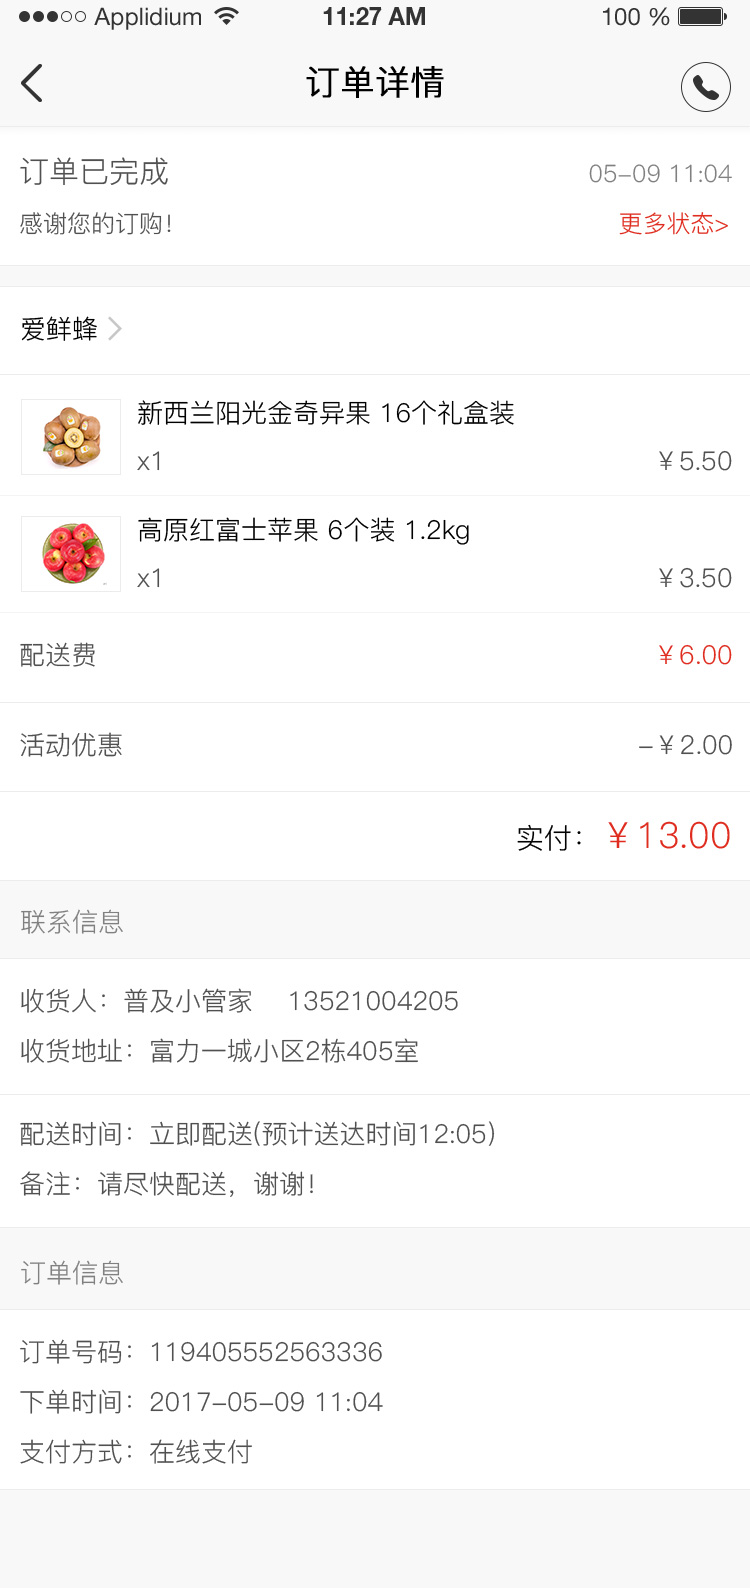 Applidium 11:27 AM 100 %
订单详情
订单已完成 05-09 11:04
感谢您的订购! 更多状态>
爱鲜蜂
新西兰阳光金奇异果 16个礼盒装
x1 ¥5.50
高原红富士苹果 6个装 1.2kg
x1 ¥3.50
配送费 ¥6.00
活动优惠 -¥2.00
实付： ¥13.00
联系信息
收货人：普及小管家 13521004205
收货地址：富力一城小区2栋405室
配送时间：立即配送(预计送达时间12:05)
备注：请尽快配送，谢谢!
订单信息
订单号码：119405552563336
下单时间：2017-05-09 11:04
支付方式：在线支付